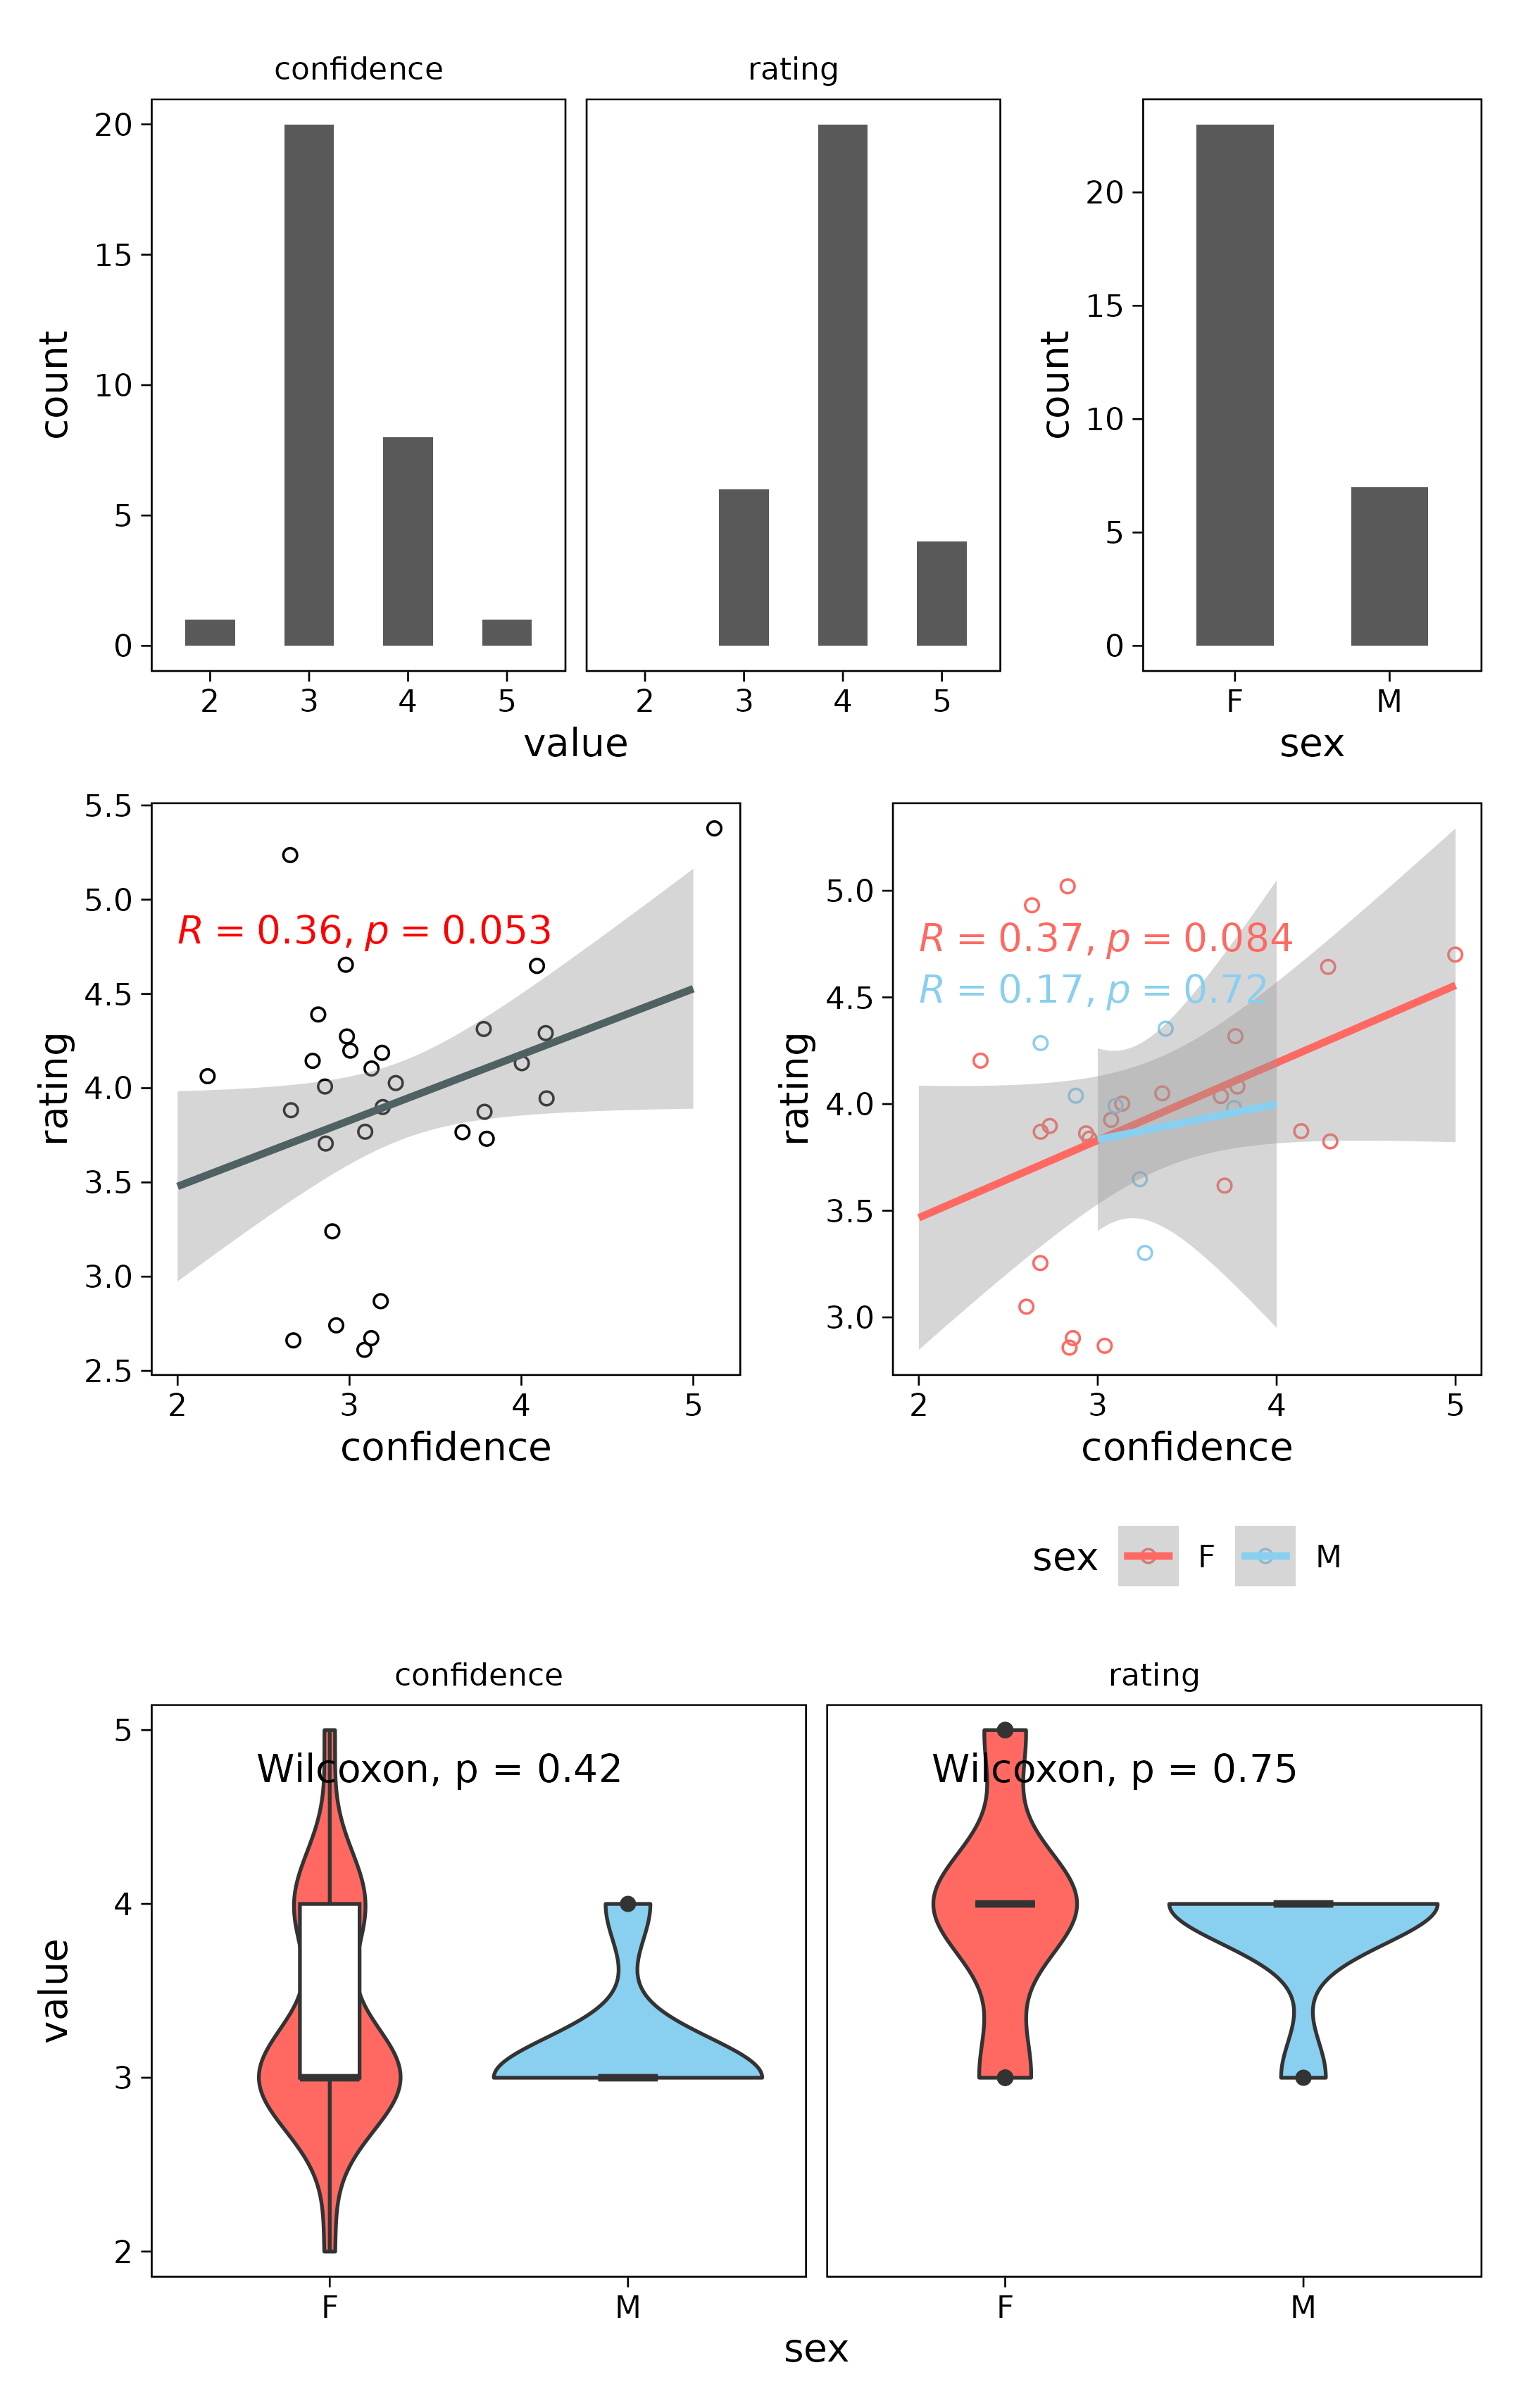 confidence rating
20
15
10
5
0
count
2 3 4 5 2 3 4 5
value
20
15
10
5
0
count
F M
sex
5.5
5.0
4.5
4.0
3.5
3.0
2.5
rating
R = 0.36, p = 0.053
2 3 4 5
confidence
5.0
4.5
4.0
3.5
3.0
rating
R = 0.37, p = 0.084
R = 0.17, p = 0.72
2 3 4 5
confidence
sex F M
confidence rating
5
4
3
2
value
Wilcoxon, p = 0.42 Wilcoxon, p = 0.75
F M F M
sex